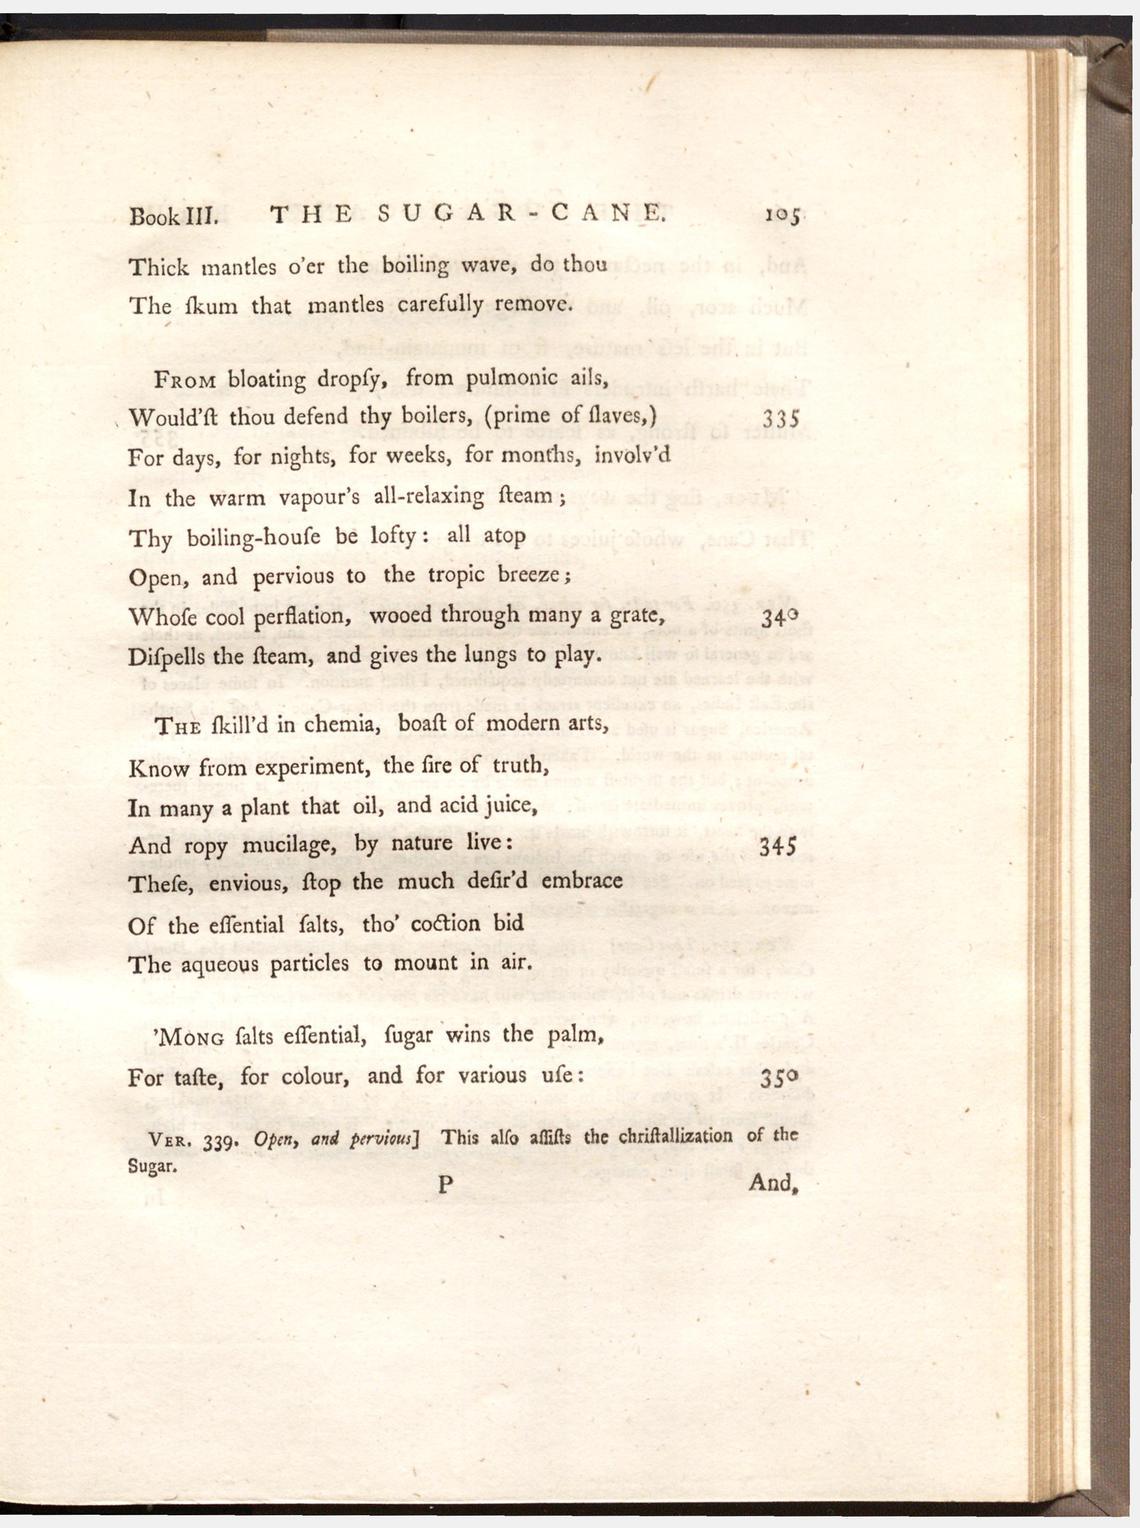 Book III. THE SUGAR-CANE. 105
Thick mantles o'er the boiling wave, do thou
The ſkum that mantles carefully remove.
FROM bloating dropſy, from pulmonic ails,
Would'ſt thou defend thy boilers, (prime of ſlaves,) 335
For days, for nights, for weeks, for months, involv'd
In the warm vapour's all-relaxing ſteam;
Thy boiling-houſe be lofty: all atop
Open, and pervious to the tropic breeze;
Whoſe cool perflation, wooed through many a grate, 340
Diſpells the ſteam, and gives the lungs to play.
THE ſkill'd in chemia, boaſt of modern arts,
Know from experiment, the ſire of truth,
In many a plant that oil, and acid juice,
And ropy mucilage, by nature live: 345
Theſe, envious, ſtop the much deſir'd embrace
Of the eſſential ſalts, tho' coction bid
The aqueous particles to mount in air.
'MONG ſalts eſſential, ſugar wins the palm,
For taſte, for colour, and for various uſe: 350
VER. 339. Open, and pervious] This alſo aſſiſts the chriſtallization of the
Sugar.
P And,